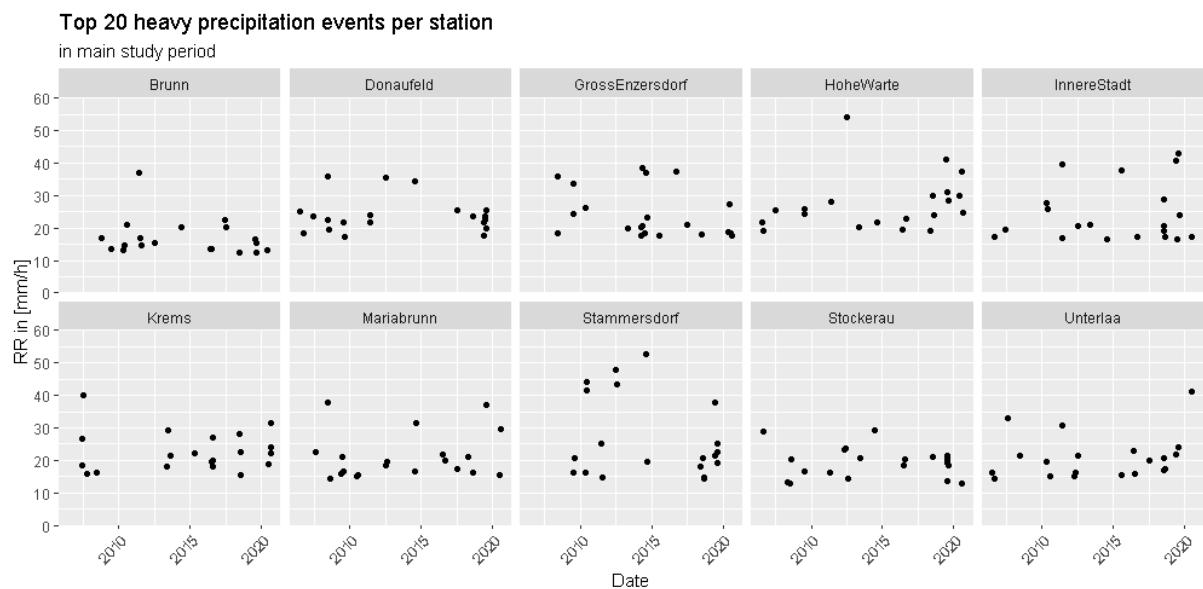 Top 20 heavy precipitation events per station
in main study period
Brunn Donaufeld GrossEnzersdorf HoheWarte InnereStadt
60
50
40
30
20
10
0
Krems Mariabrunn Stammersdorf Stockerau Unterlaa
60
50
40
30
20
10
0
RR in [mm/h]
2010 2015 2020 2010 2015 2020 2010 2015 2020 2010 2015 2020 2010 2015 2020
Date